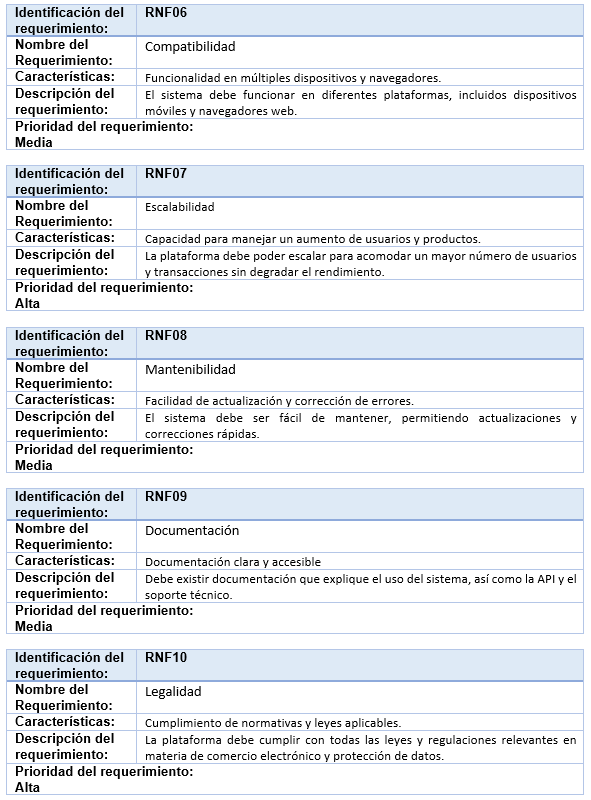 Identificación del requerimiento: RNF06
Nombre del Requerimiento: Compatibilidad
Características: Funcionalidad en múltiples dispositivos y navegadores.
Descripción del requerimiento: El sistema debe funcionar en diferentes plataformas, incluidos dispositivos móviles y navegadores web.
Prioridad del requerimiento:
Media
Identificación del requerimiento: RNF07
Nombre del Requerimiento: Escalabilidad
Características: Capacidad para manejar un aumento de usuarios y productos.
Descripción del requerimiento: La plataforma debe poder escalar para acomodar un mayor número de usuarios y transacciones sin degradar el rendimiento.
Prioridad del requerimiento:
Alta
Identificación del requerimiento: RNF08
Nombre del Requerimiento: Mantenibilidad
Características: Facilidad de actualización y corrección de errores.
Descripción del requerimiento: El sistema debe ser fácil de mantener, permitiendo actualizaciones y correcciones rápidas.
Prioridad del requerimiento:
Media
Identificación del requerimiento: RNF09
Nombre del Requerimiento: Documentación
Características: Documentación clara y accesible
Descripción del requerimiento: Debe existir documentación que explique el uso del sistema, así como la API y el soporte técnico.
Prioridad del requerimiento:
Media
Identificación del requerimiento: RNF10
Nombre del Requerimiento: Legalidad
Características: Cumplimiento de normativas y leyes aplicables.
Descripción del requerimiento: La plataforma debe cumplir con todas las leyes y regulaciones relevantes en materia de comercio electrónico y protección de datos.
Prioridad del requerimiento:
Alta